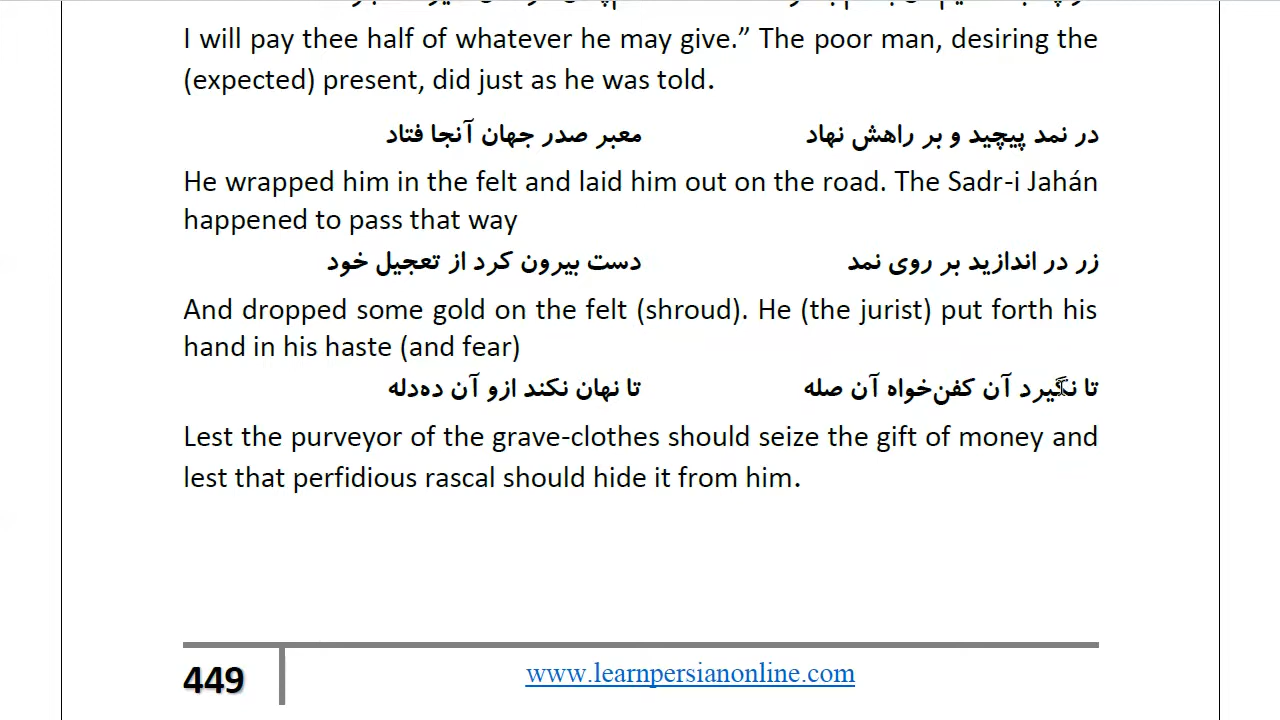 I will pay thee half of whatever he may give.” The poor man, desiring the
(expected) present, did just as he was told.
در نمد پیچید و بر راهش نهاد معبر صدر جهان آنجا فتاد
He wrapped him in the felt and laid him out on the road. The Sadr-i Jahán
happened to pass that way
زر در اندازید بر روی نمد دست بیرون کرد از تعجیل خود
And dropped some gold on the felt (shroud). He (the jurist) put forth his
hand in his haste (and fear)
تا نگیرد آن کفن‌خواه آن صله تا نهان نکند ازو آن ده‌دله
Lest the purveyor of the grave-clothes should seize the gift of money and
lest that perfidious rascal should hide it from him.
449
www.learnpersianonline.com